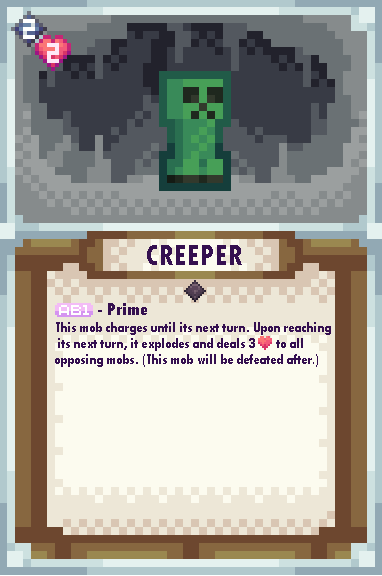 2
2
CREEPER
AB1 - Prime
This mob charges until its next turn. Upon reaching
its next turn, it explodes and deals 3 to all
opposing mobs. (This mob will be defeated after.)